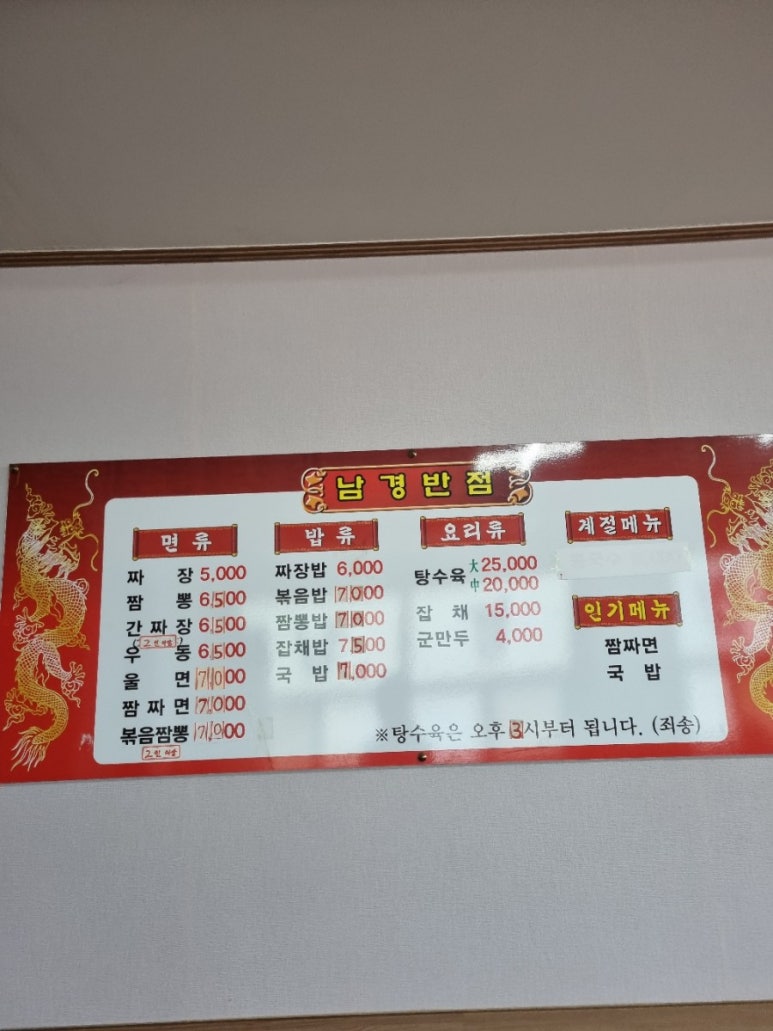 남경반점
면류
짜장 5,000
짬뽕 6,500
간짜장 6,500
우동 6,500
울면 7,000
짬짜면 7,000
볶음짬뽕 7,000
밥류
짜장밥 6,000
볶음밥 7,000
짬뽕밥 7,000
잡채밥 7,500
국밥 7,000
요리류
탕수육 大 25,000
中 20,000
잡채 15,000
군만두 4,000
계절메뉴
인기메뉴
짬짜면
국밥
※탕수육은 오후 3시부터 됩니다. (죄송)